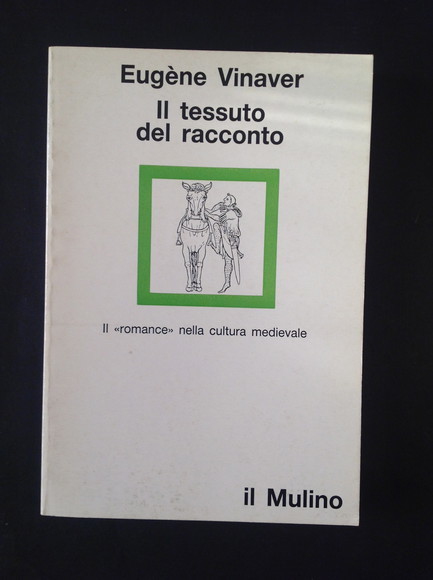 Eugène Vinaver
Il tessuto
del racconto
Il «romance» nella cultura medievale
il Mulino